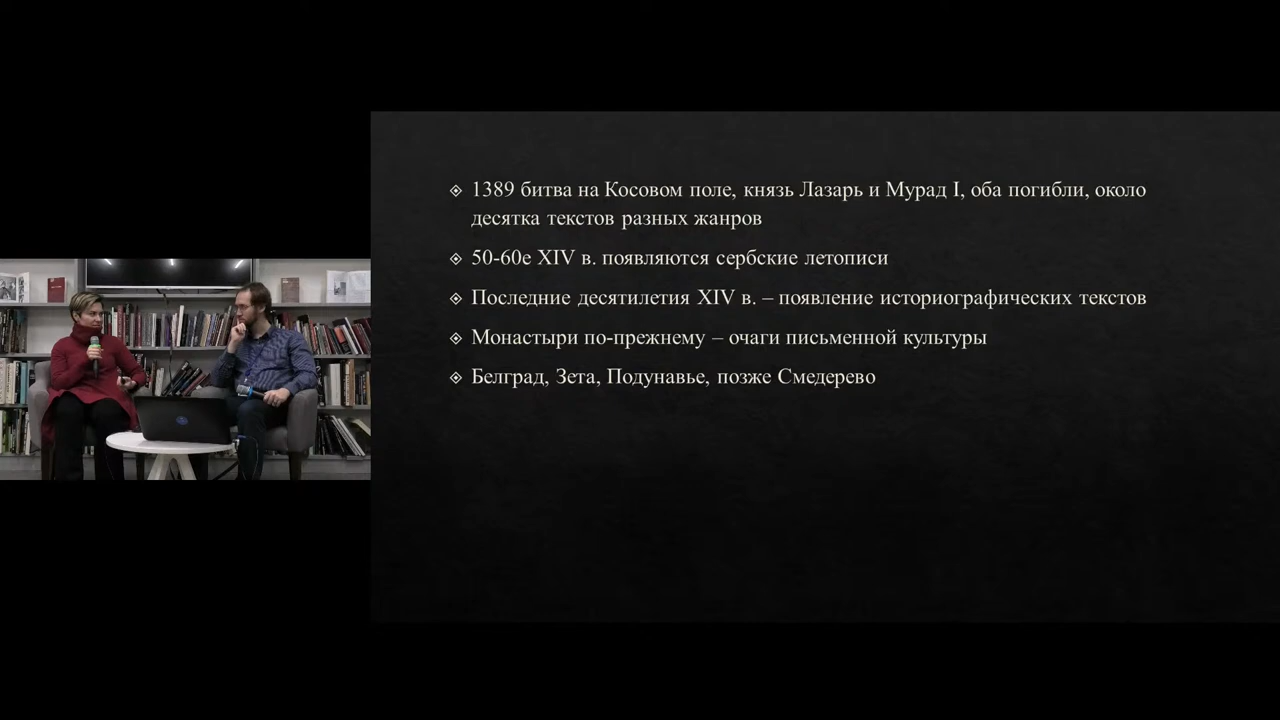 1389 битва на Косовом поле, князь Лазарь и Мурад I, оба погибли, около
десятка текстов разных жанров
50-60е XIV в. появляются сербские летописи
Последние десятилетия XIV в. – появление историографических текстов
Монастыри по-прежнему – очаги письменной культуры
Белград, Зета, Подунавье, позже Смедерево